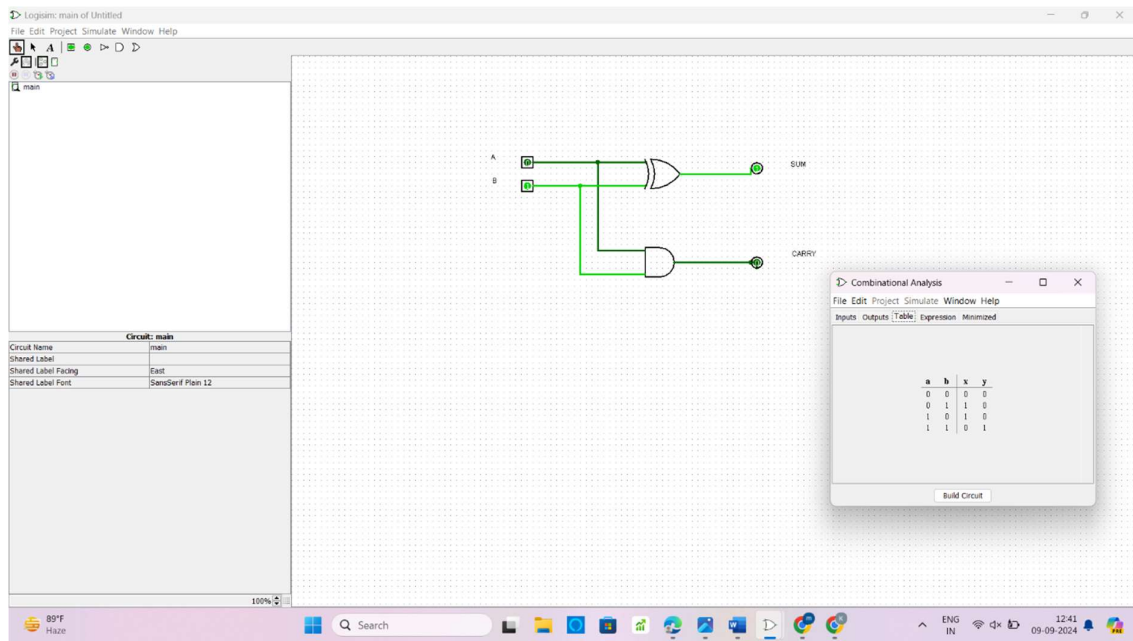 Logisim: main of Untitled
File Edit Project Simulate Window Help
A
main
A
B
SUM
CARRY
Circuit: main
Circuit Name main
Shared Label
Shared Label Facing East
Shared Label Font SansSerif Plain 12
100%
Combinational Analysis
File Edit Project Simulate Window Help
Inputs Outputs Table Expression Minimized
a b x y
0 0 0 0
0 1 1 0
1 0 1 0
1 1 0 1
Build Circuit
89°F
Haze
Search
ENG
IN
12:41
09-09-2024